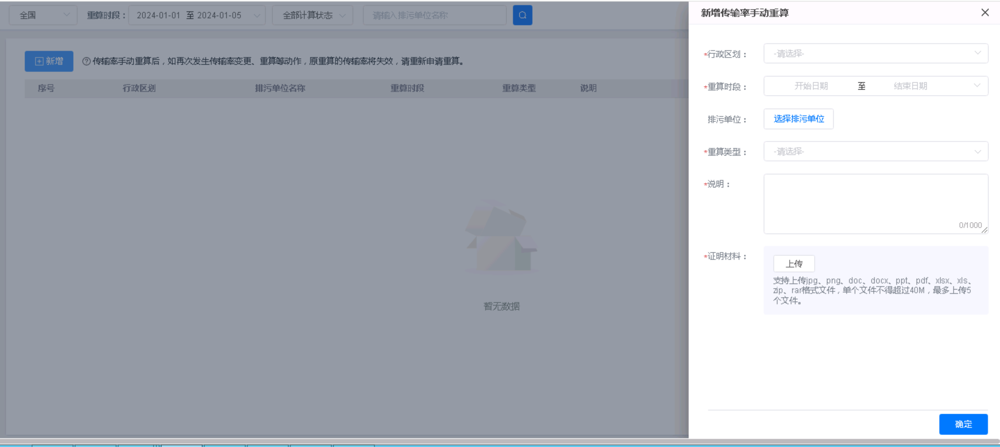 全国
重算时段：
2024-01-01 至 2024-01-05
全部计算状态
请输入排污单位名称
新增
传输率手动重算后，如再次发生传输率变更、重算等动作，原重算的传输率将失效，请重新申请重算。
序号 行政区划 排污单位名称 重算时段 重算类型 说明
暂无数据
新增传输率手动重算
*行政区划： -请选择-
*重算时段： 开始日期 至 结束日期
排污单位： 选择排污单位
*重算类型： -请选择-
*说明：
0/1000
*证明材料：
上传
支持上传jpg、png、doc、docx、ppt、pdf、xlsx、xls、
zip、rar格式文件，单个文件不得超过40M，最多上传5
个文件。
确定